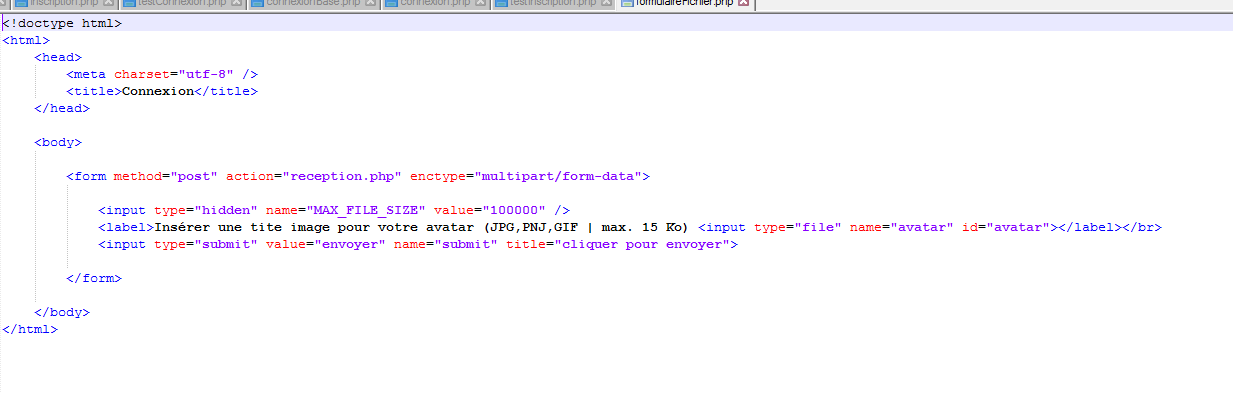 inscription.php testConnexion.php connexionBase.php connexion.php testInscription.php formulaireFichier.php
<!doctype html>
<html>
<head>
<meta charset="utf-8" />
<title>Connexion</title>
</head>
<body>
<form method="post" action="reception.php" enctype="multipart/form-data">
<input type="hidden" name="MAX_FILE_SIZE" value="100000" />
<label>Insérer une tite image pour votre avatar (JPG,PNJ,GIF | max. 15 Ko) <input type="file" name="avatar" id="avatar"></label></br>
<input type="submit" value="envoyer" name="submit" title="cliquer pour envoyer">
</form>
</body>
</html>